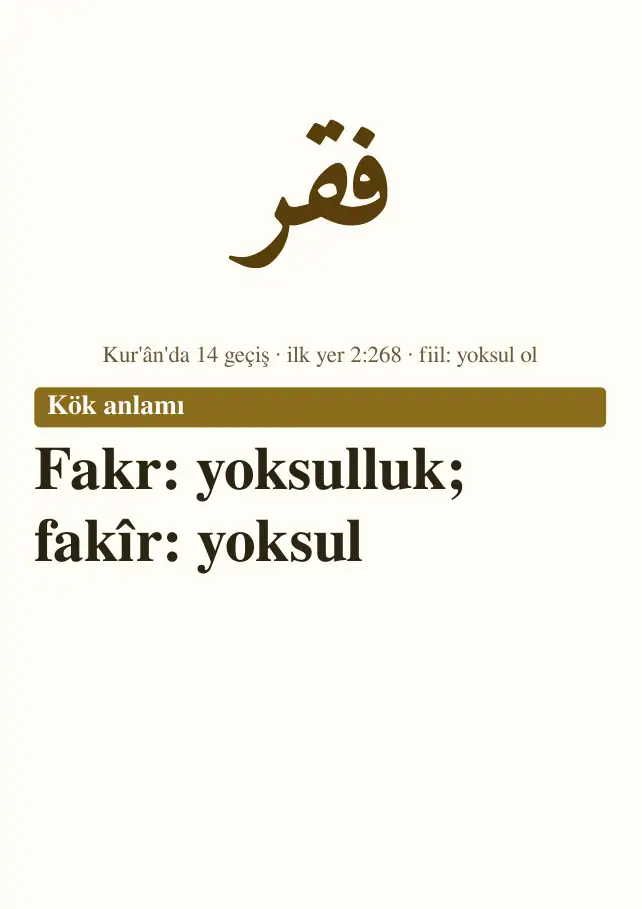 فقر
Kur'ân'da 14 geçiş · ilk yer 2:268 · fiil: yoksul ol
Kök anlamı
Fakr: yoksulluk;
fakîr: yoksul